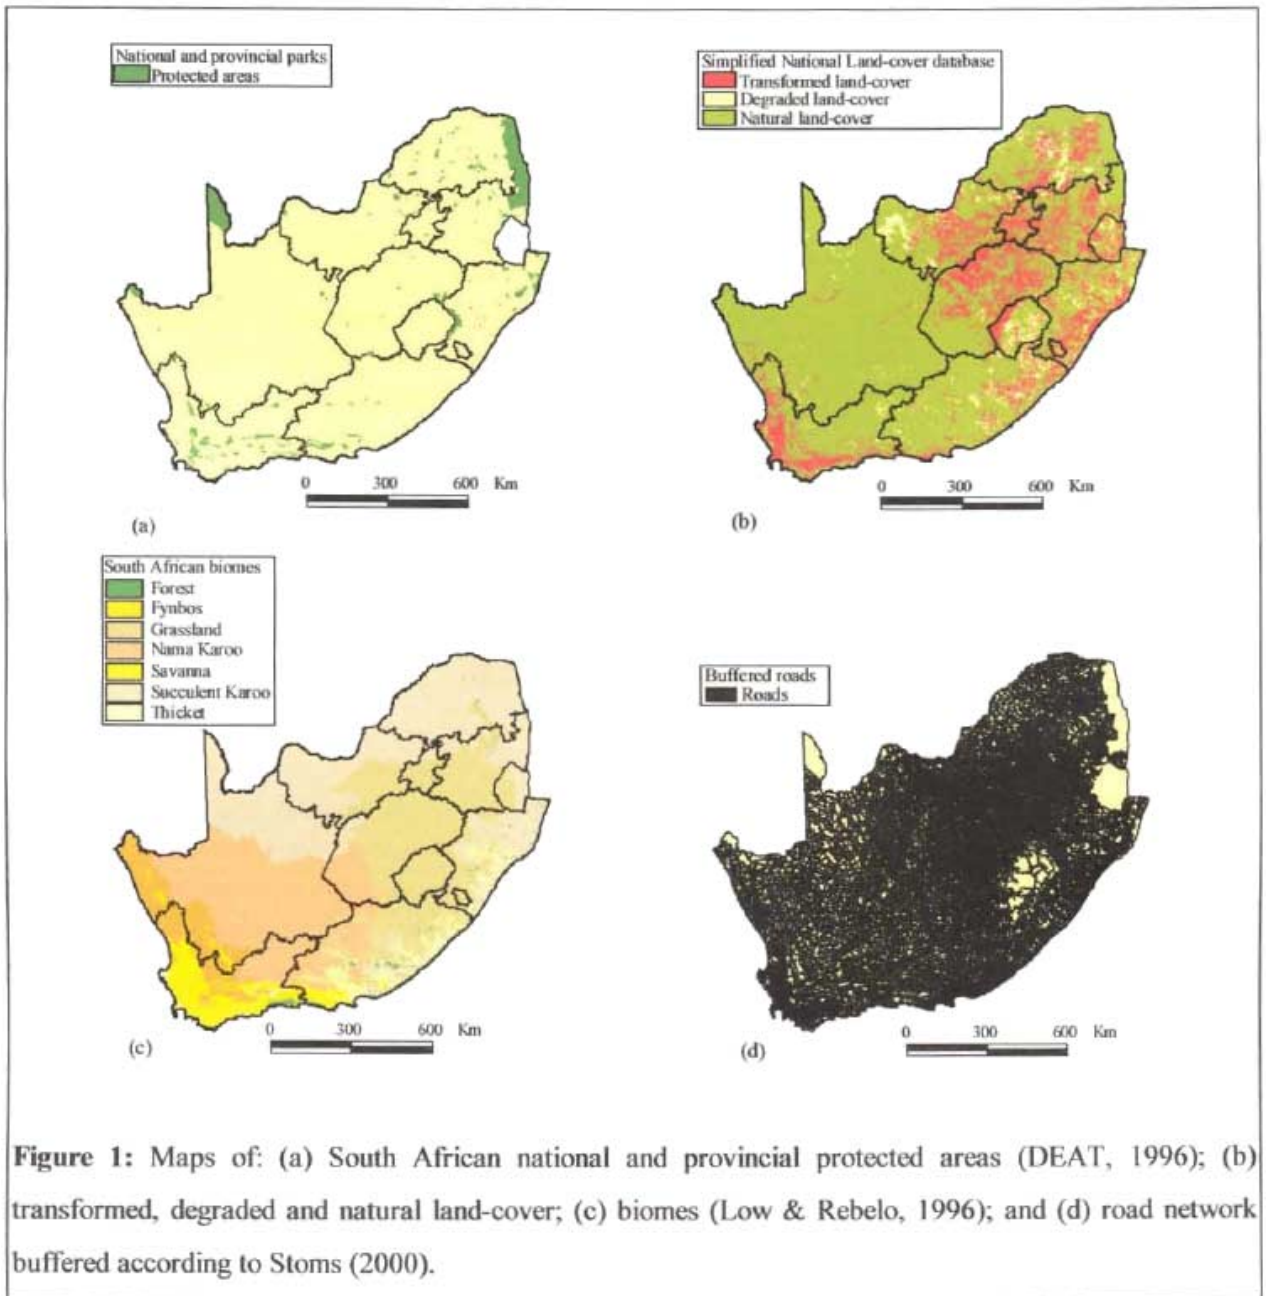 National and provincial parks
Protected areas
0 300 600 Km
(a)
Simplified National Land-cover database
Transformed land-cover
Degraded land-cover
Natural land-cover
0 300 600 Km
(b)
South African biomes
Forest
Fynbos
Grassland
Nama Karoo
Savanna
Succulent Karoo
Thicket
0 300 600 Km
(c)
Buffered roads
Roads
0 300 600 Km
(d)
Figure 1: Maps of: (a) South African national and provincial protected areas (DEAT, 1996); (b)
transformed, degraded and natural land-cover; (c) biomes (Low & Rebelo, 1996); and (d) road network
buffered according to Stoms (2000).